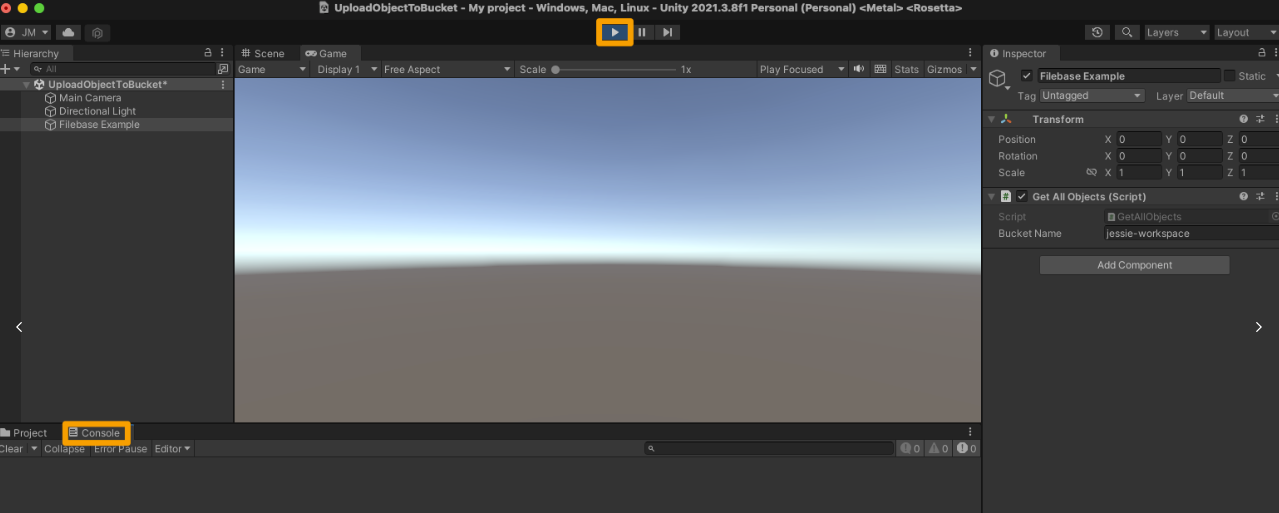 UploadObjectToBucket - My project - Windows, Mac, Linux - Unity 2021.3.8f1 Personal (Personal) <Metal> <Rosetta>
JM
Layers
Layout
Hierarchy
All
UploadObjectToBucket*
Main Camera
Directional Light
Filebase Example
Scene
Game
Game
Display 1
Free Aspect
Scale
1x
Play Focused
Stats
Gizmos
Inspector
Filebase Example
Static
Tag Untagged
Layer Default
Transform
Position X 0 Y 0 Z 0
Rotation X 0 Y 0 Z 0
Scale X 1 Y 1 Z 1
# Get All Objects (Script)
Script GetAllObjects
Bucket Name jessie-workspace
Add Component
Project
Console
Clear
Collapse
Error Pause
Editor
0
0
0